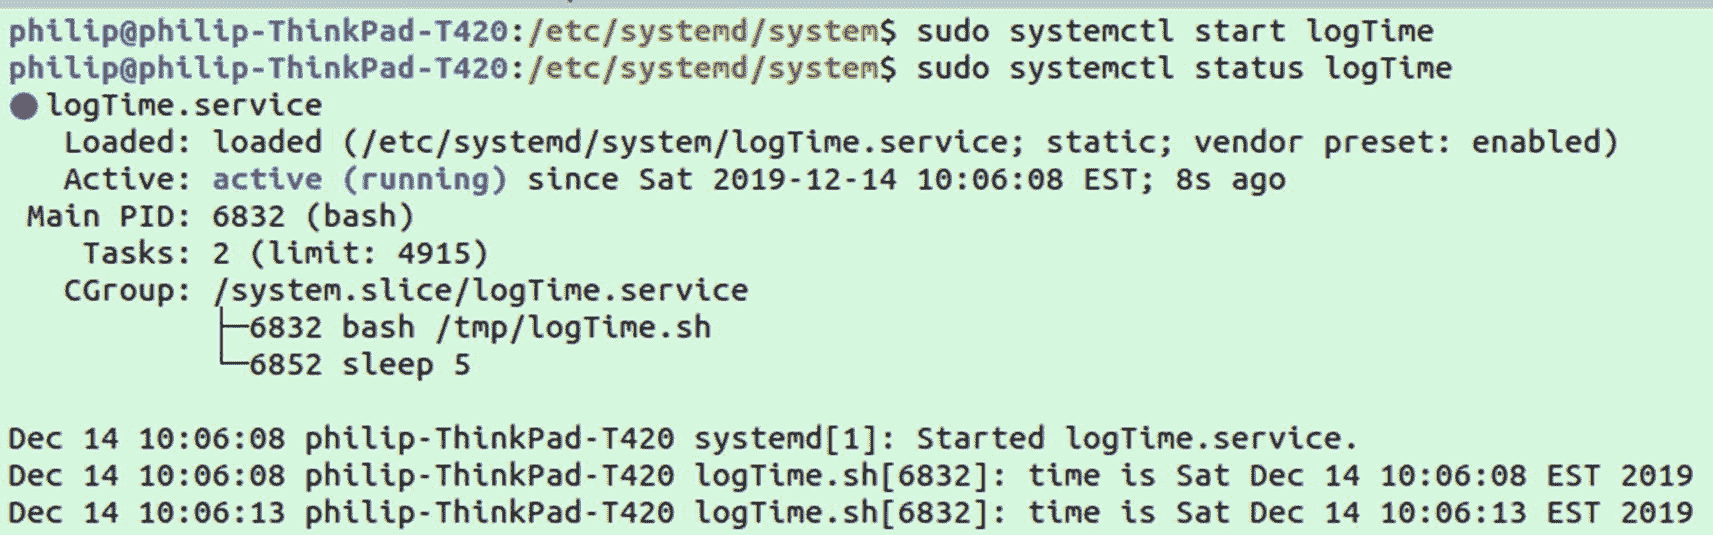 philip@philip-ThinkPad-T420:/etc/systemd/system$ sudo systemctl start logTime
philip@philip-ThinkPad-T420:/etc/systemd/system$ sudo systemctl status logTime
● logTime.service
   Loaded: loaded (/etc/systemd/system/logTime.service; static; vendor preset: enabled)
   Active: active (running) since Sat 2019-12-14 10:06:08 EST; 8s ago
 Main PID: 6832 (bash)
    Tasks: 2 (limit: 4915)
   CGroup: /system.slice/logTime.service
           ├─6832 bash /tmp/logTime.sh
           └─6852 sleep 5
Dec 14 10:06:08 philip-ThinkPad-T420 systemd[1]: Started logTime.service.
Dec 14 10:06:08 philip-ThinkPad-T420 logTime.sh[6832]: time is Sat Dec 14 10:06:08 EST 2019
Dec 14 10:06:13 philip-ThinkPad-T420 logTime.sh[6832]: time is Sat Dec 14 10:06:13 EST 2019